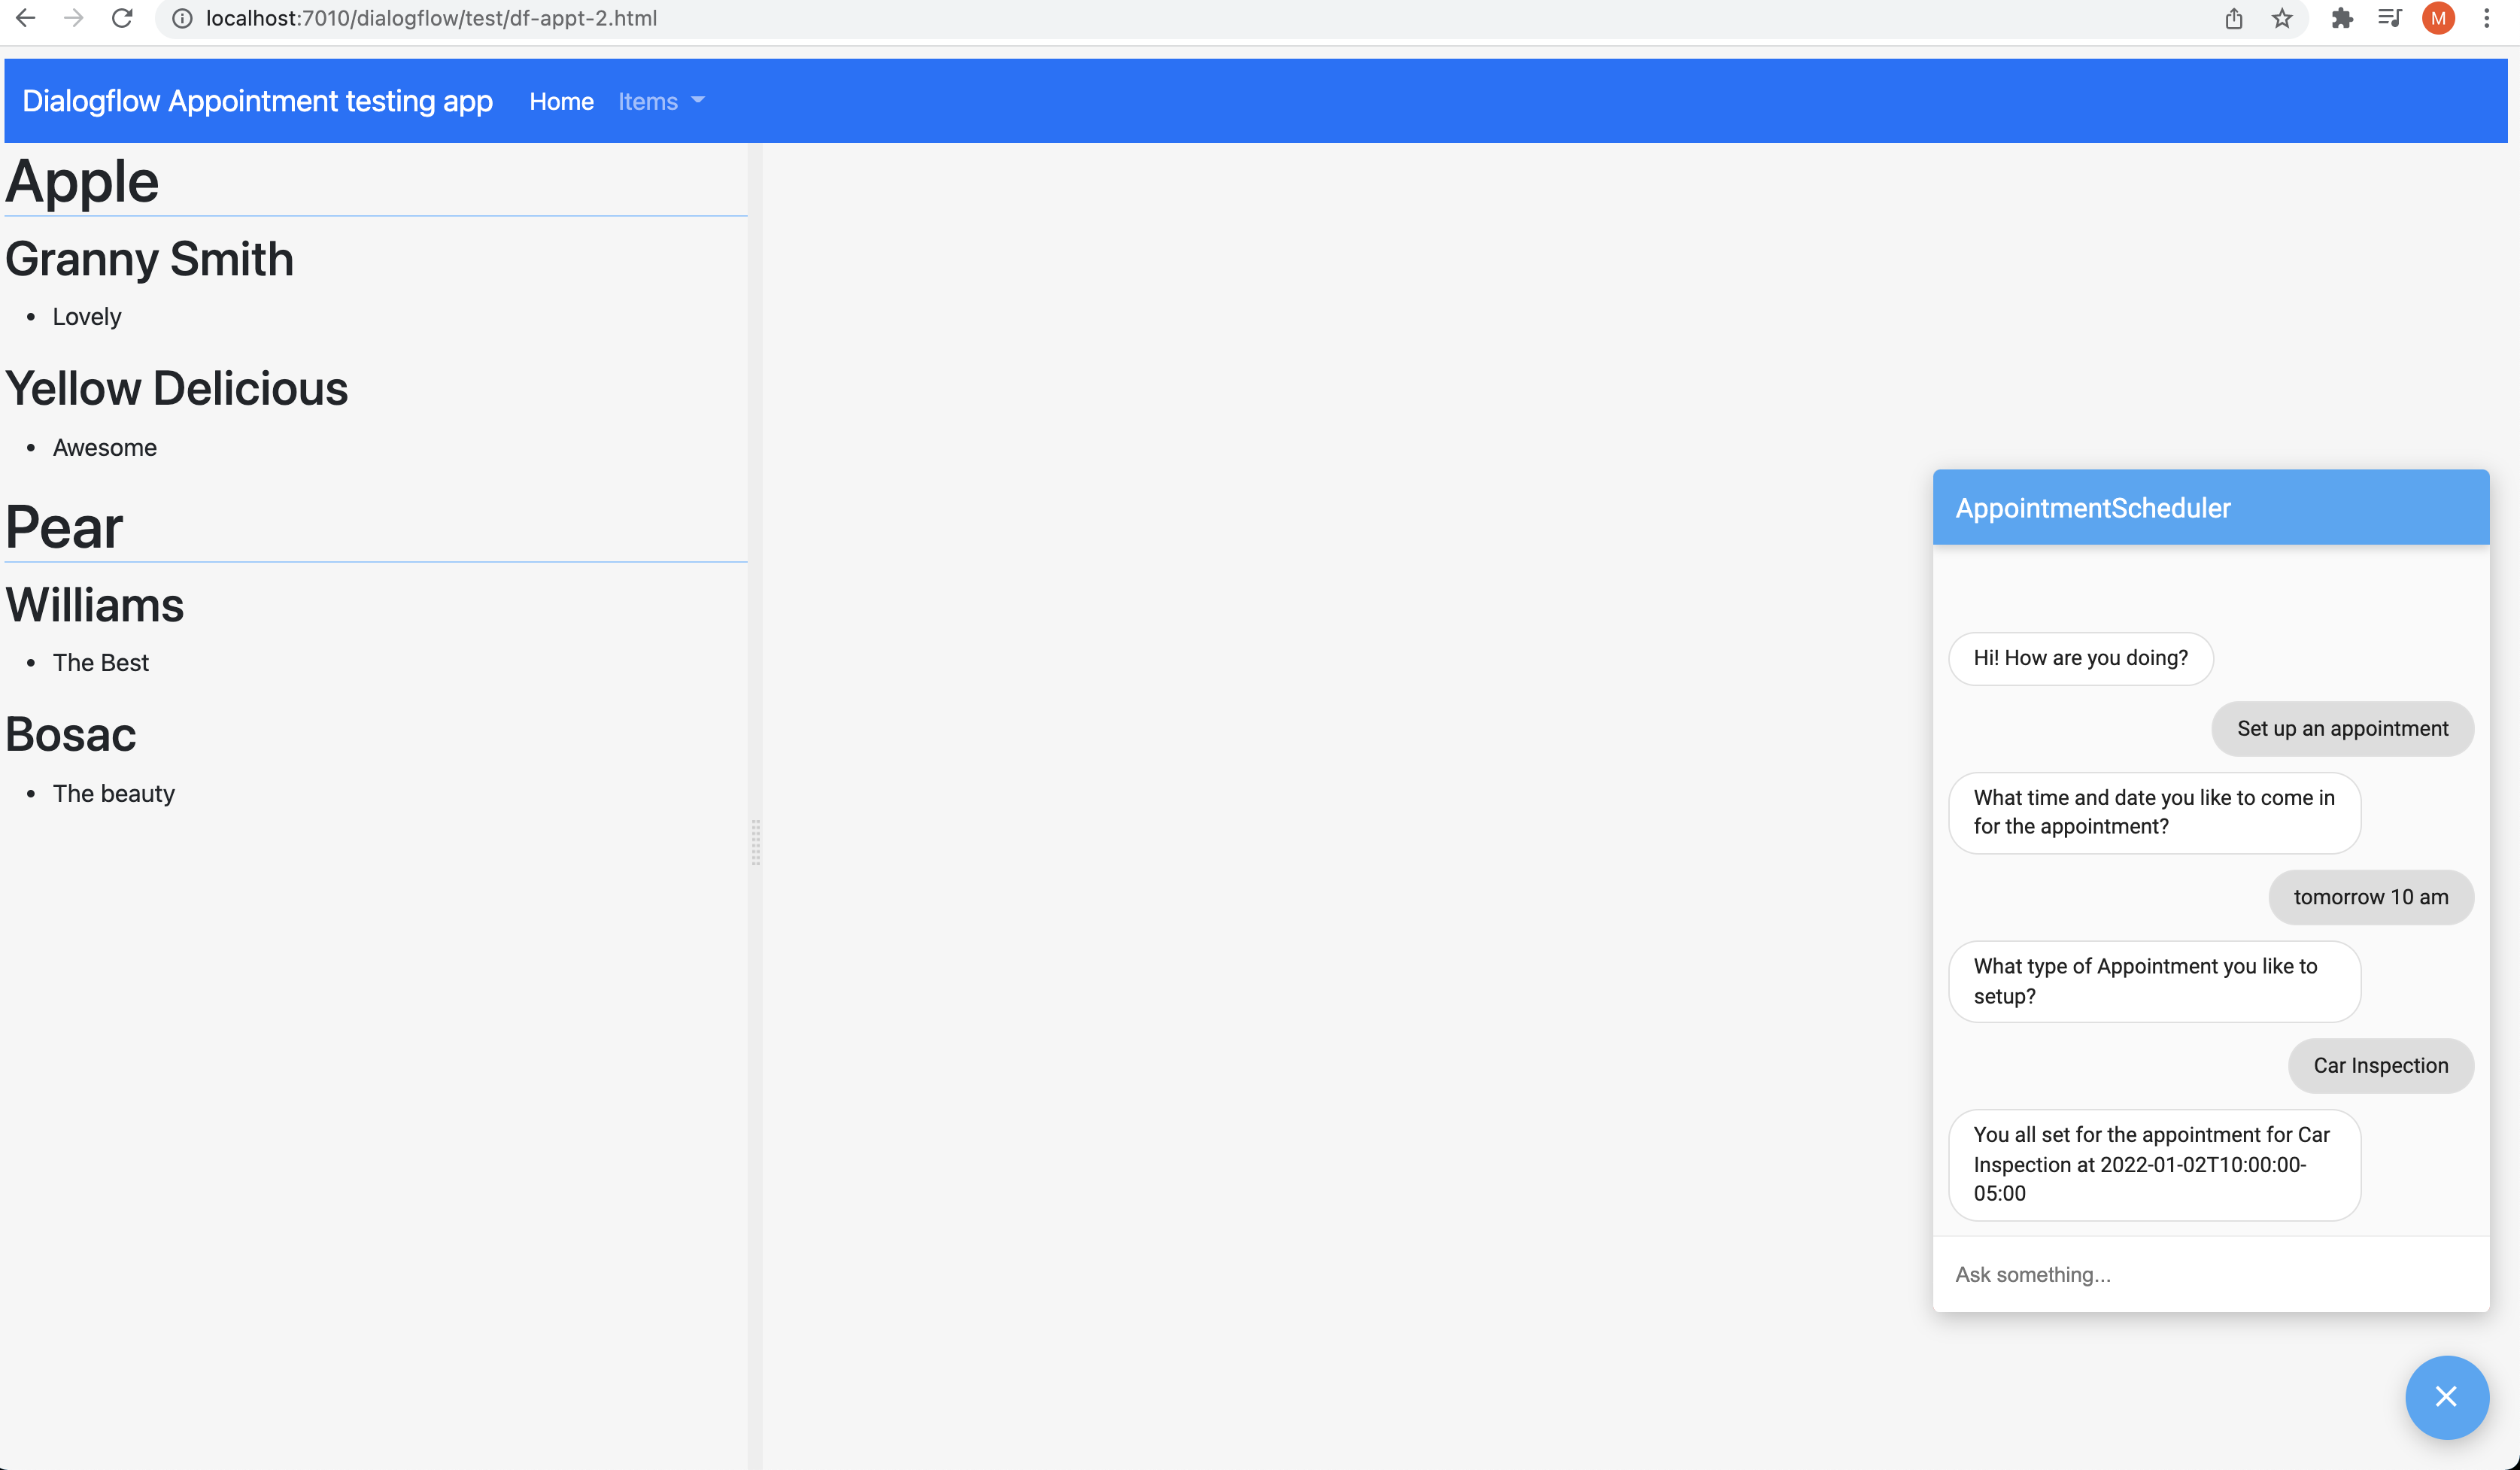 localhost:7010/dialogflow/test/df-appt-2.html
M
Dialogflow Appointment testing app Home Items
Apple
Granny Smith
• Lovely
Yellow Delicious
• Awesome
Pear
Williams
• The Best
Bosac
• The beauty
AppointmentScheduler
Hi! How are you doing?
Set up an appointment
What time and date you like to come in
for the appointment?
tomorrow 10 am
What type of Appointment you like to
setup?
Car Inspection
You all set for the appointment for Car
Inspection at 2022-01-02T10:00:00-
05:00
Ask something...